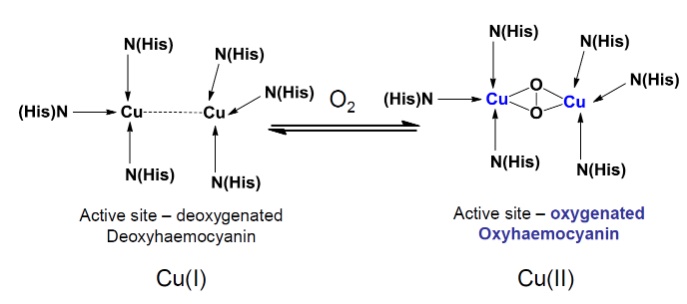 N(His)
N(His)
N(His)
(His)N
Cu
Cu
N(His)
N(His)
Active site – deoxygenated
Deoxyhaemocyanin
Cu(I)
O2
N(His)
N(His)
N(His)
(His)N
Cu
O
O
Cu
N(His)
N(His)
Active site – oxygenated
Oxyhaemocyanin
Cu(II)